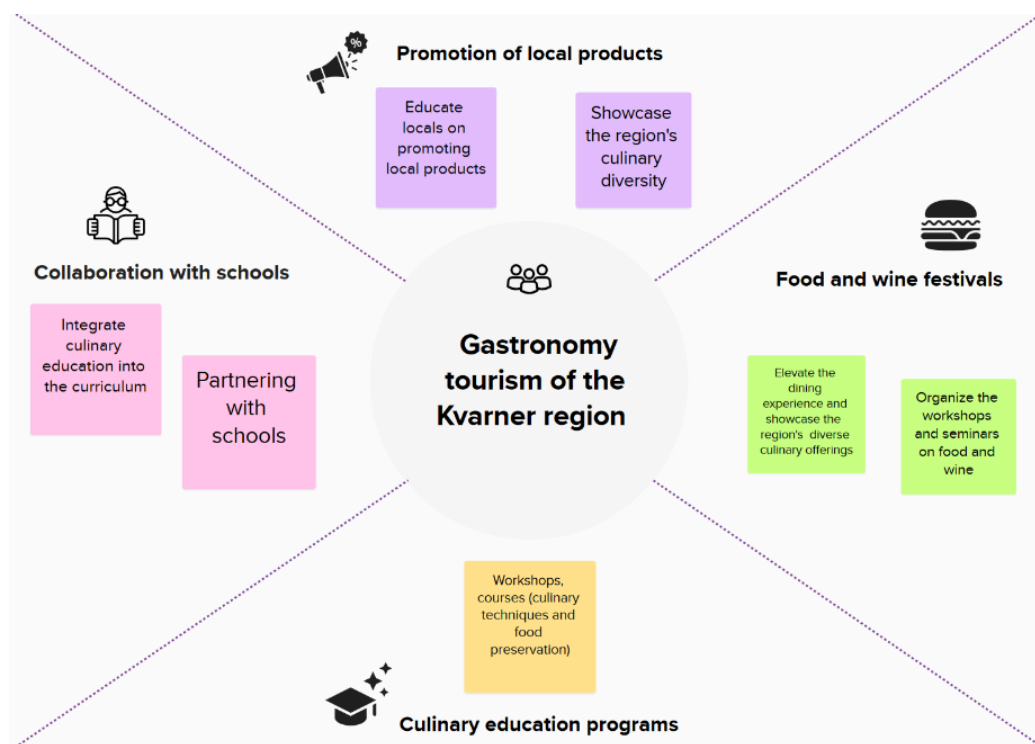 %
Promotion of local products
Educate
locals on
promoting
local products
Showcase
the region's
culinary
diversity
Collaboration with schools
Integrate
culinary
education into
the curriculum
Partnering
with
schools
Gastronomy
tourism of the
Kvarner region
Food and wine festivals
Elevate the
dining
experience and
showcase the
region's diverse
culinary offerings
Organize the
workshops
and seminars
on food and
wine
Workshops,
courses (culinary
techniques and
food
preservation)
Culinary education programs